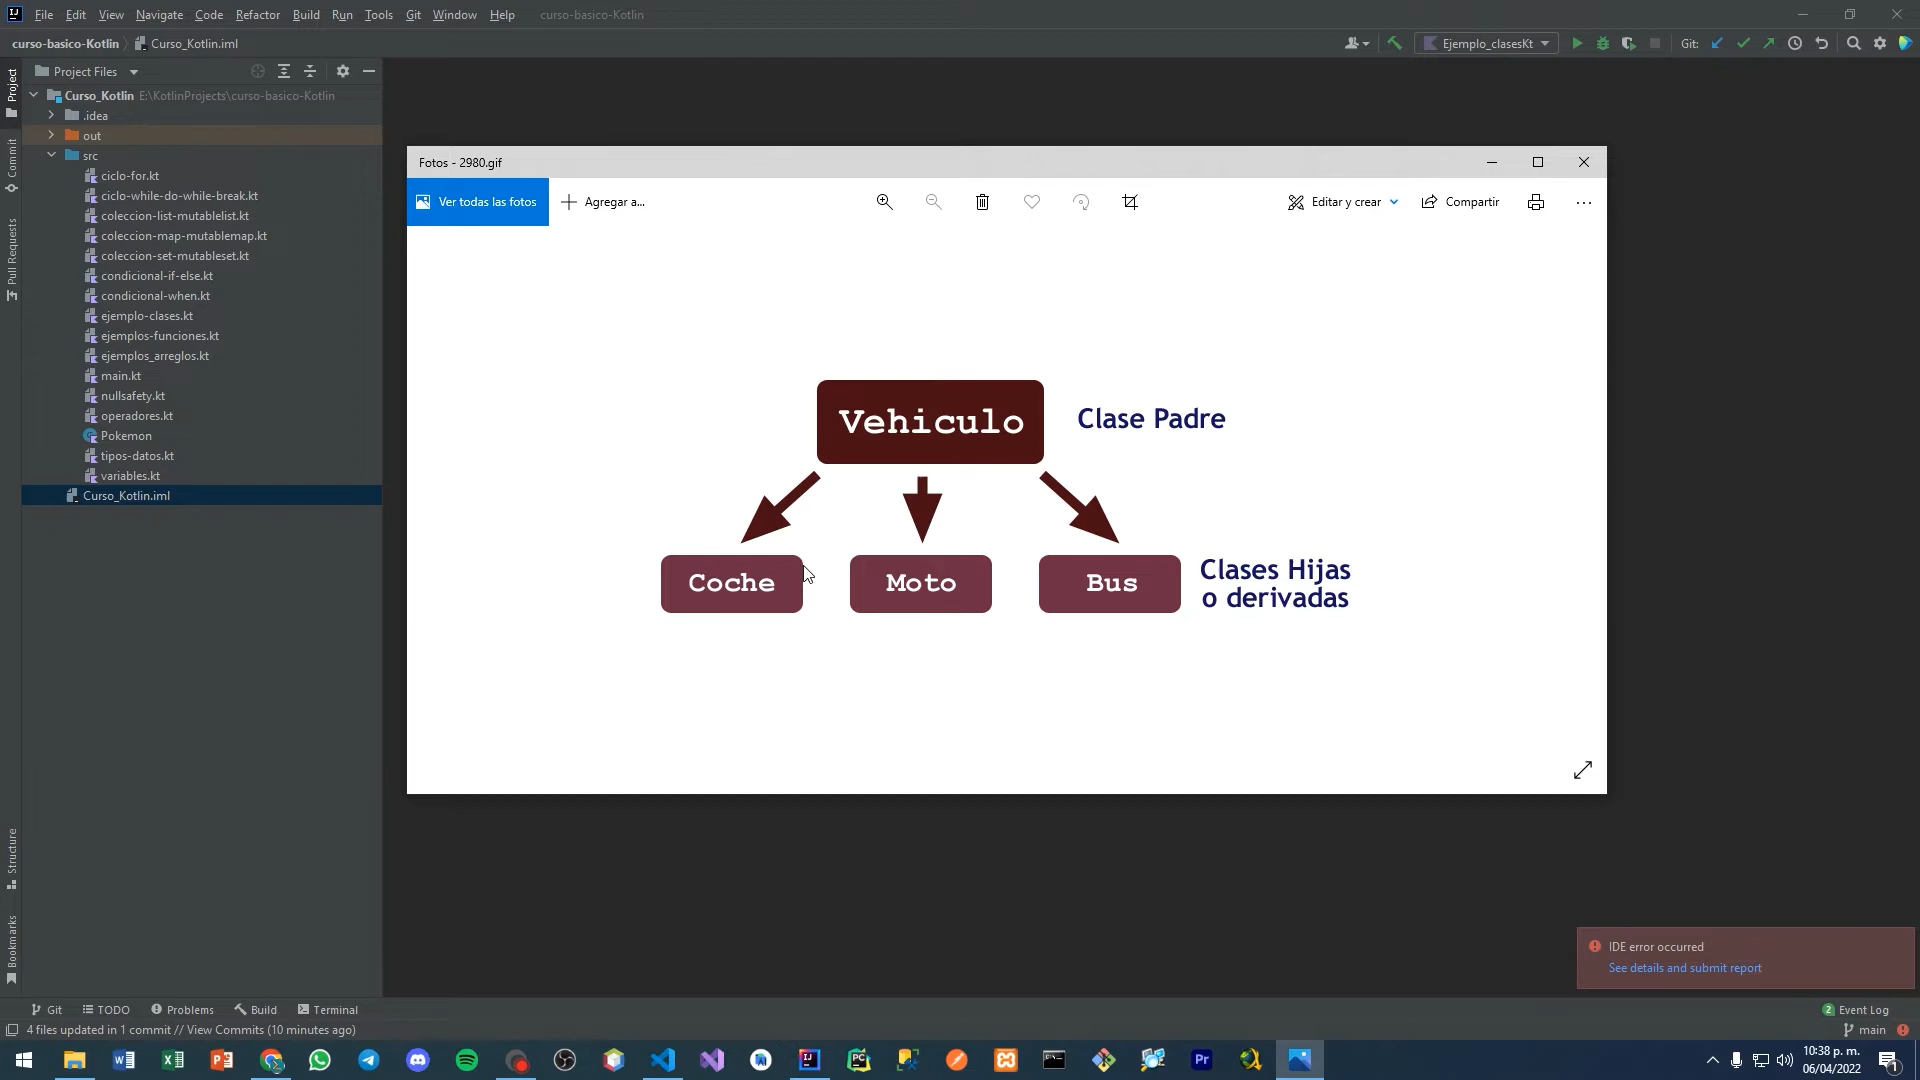 File Edit View Navigate Code Refactor Build Run Tools Git Window Help curso-basico-Kotlin
curso-basico-Kotlin Curso_Kotlin.iml
Ejemplo_clasesKt
Git:
Project
Commit
Pull Requests
Structure
Bookmarks
Project Files
Curso_Kotlin E:\KotlinProjects\curso-basico-Kotlin
.idea
out
src
ciclo-for.kt
ciclo-while-do-while-break.kt
coleccion-list-mutablelist.kt
coleccion-map-mutablemap.kt
coleccion-set-mutableset.kt
condicional-if-else.kt
condicional-when.kt
ejemplo-clases.kt
ejemplos-funciones.kt
ejemplos_arreglos.kt
main.kt
nullsafety.kt
operadores.kt
Pokemon
tipos-datos.kt
variables.kt
Curso_Kotlin.iml
Fotos - 2980.gif
Ver todas las fotos
Agregar a...
Editar y crear
Compartir
Vehiculo
Clase Padre
Coche
Moto
Bus
Clases Hijas
o derivadas
IDE error occurred
See details and submit report
Git TODO Problems Build Terminal
2 Event Log
4 files updated in 1 commit // View Commits (10 minutes ago)
main
10:38 p. m.
06/04/2022